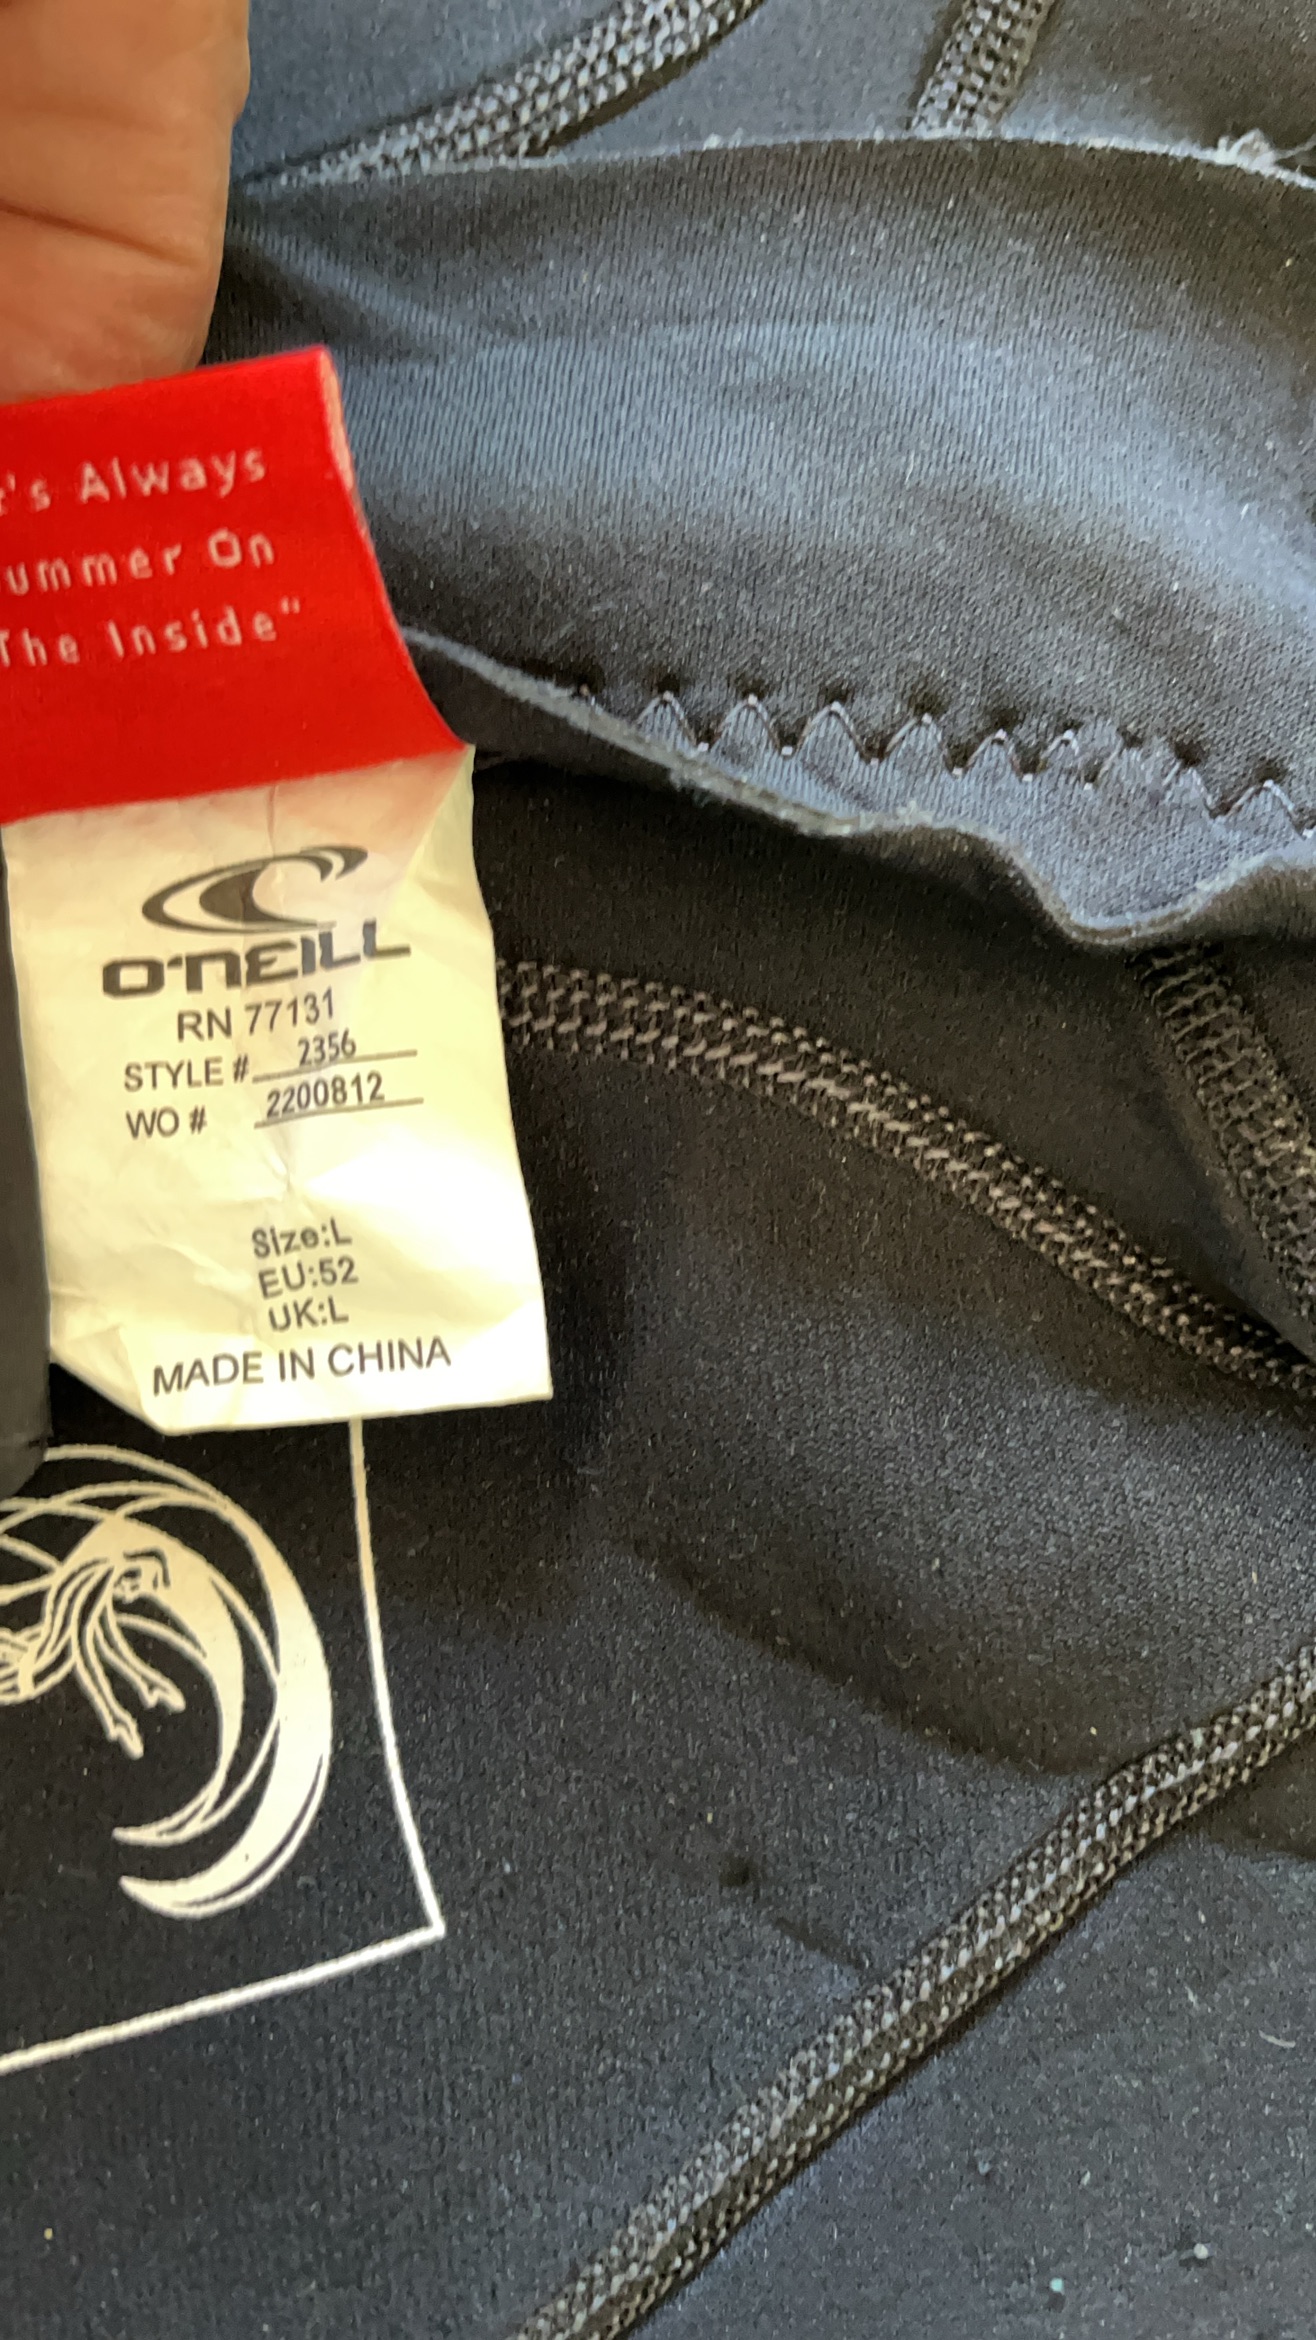 's Always
ummer On
The Inside"
O'NEILL
RN 77131
STYLE # 2356
WO # 2200812
Size:L
EU:52
UK:L
MADE IN CHINA